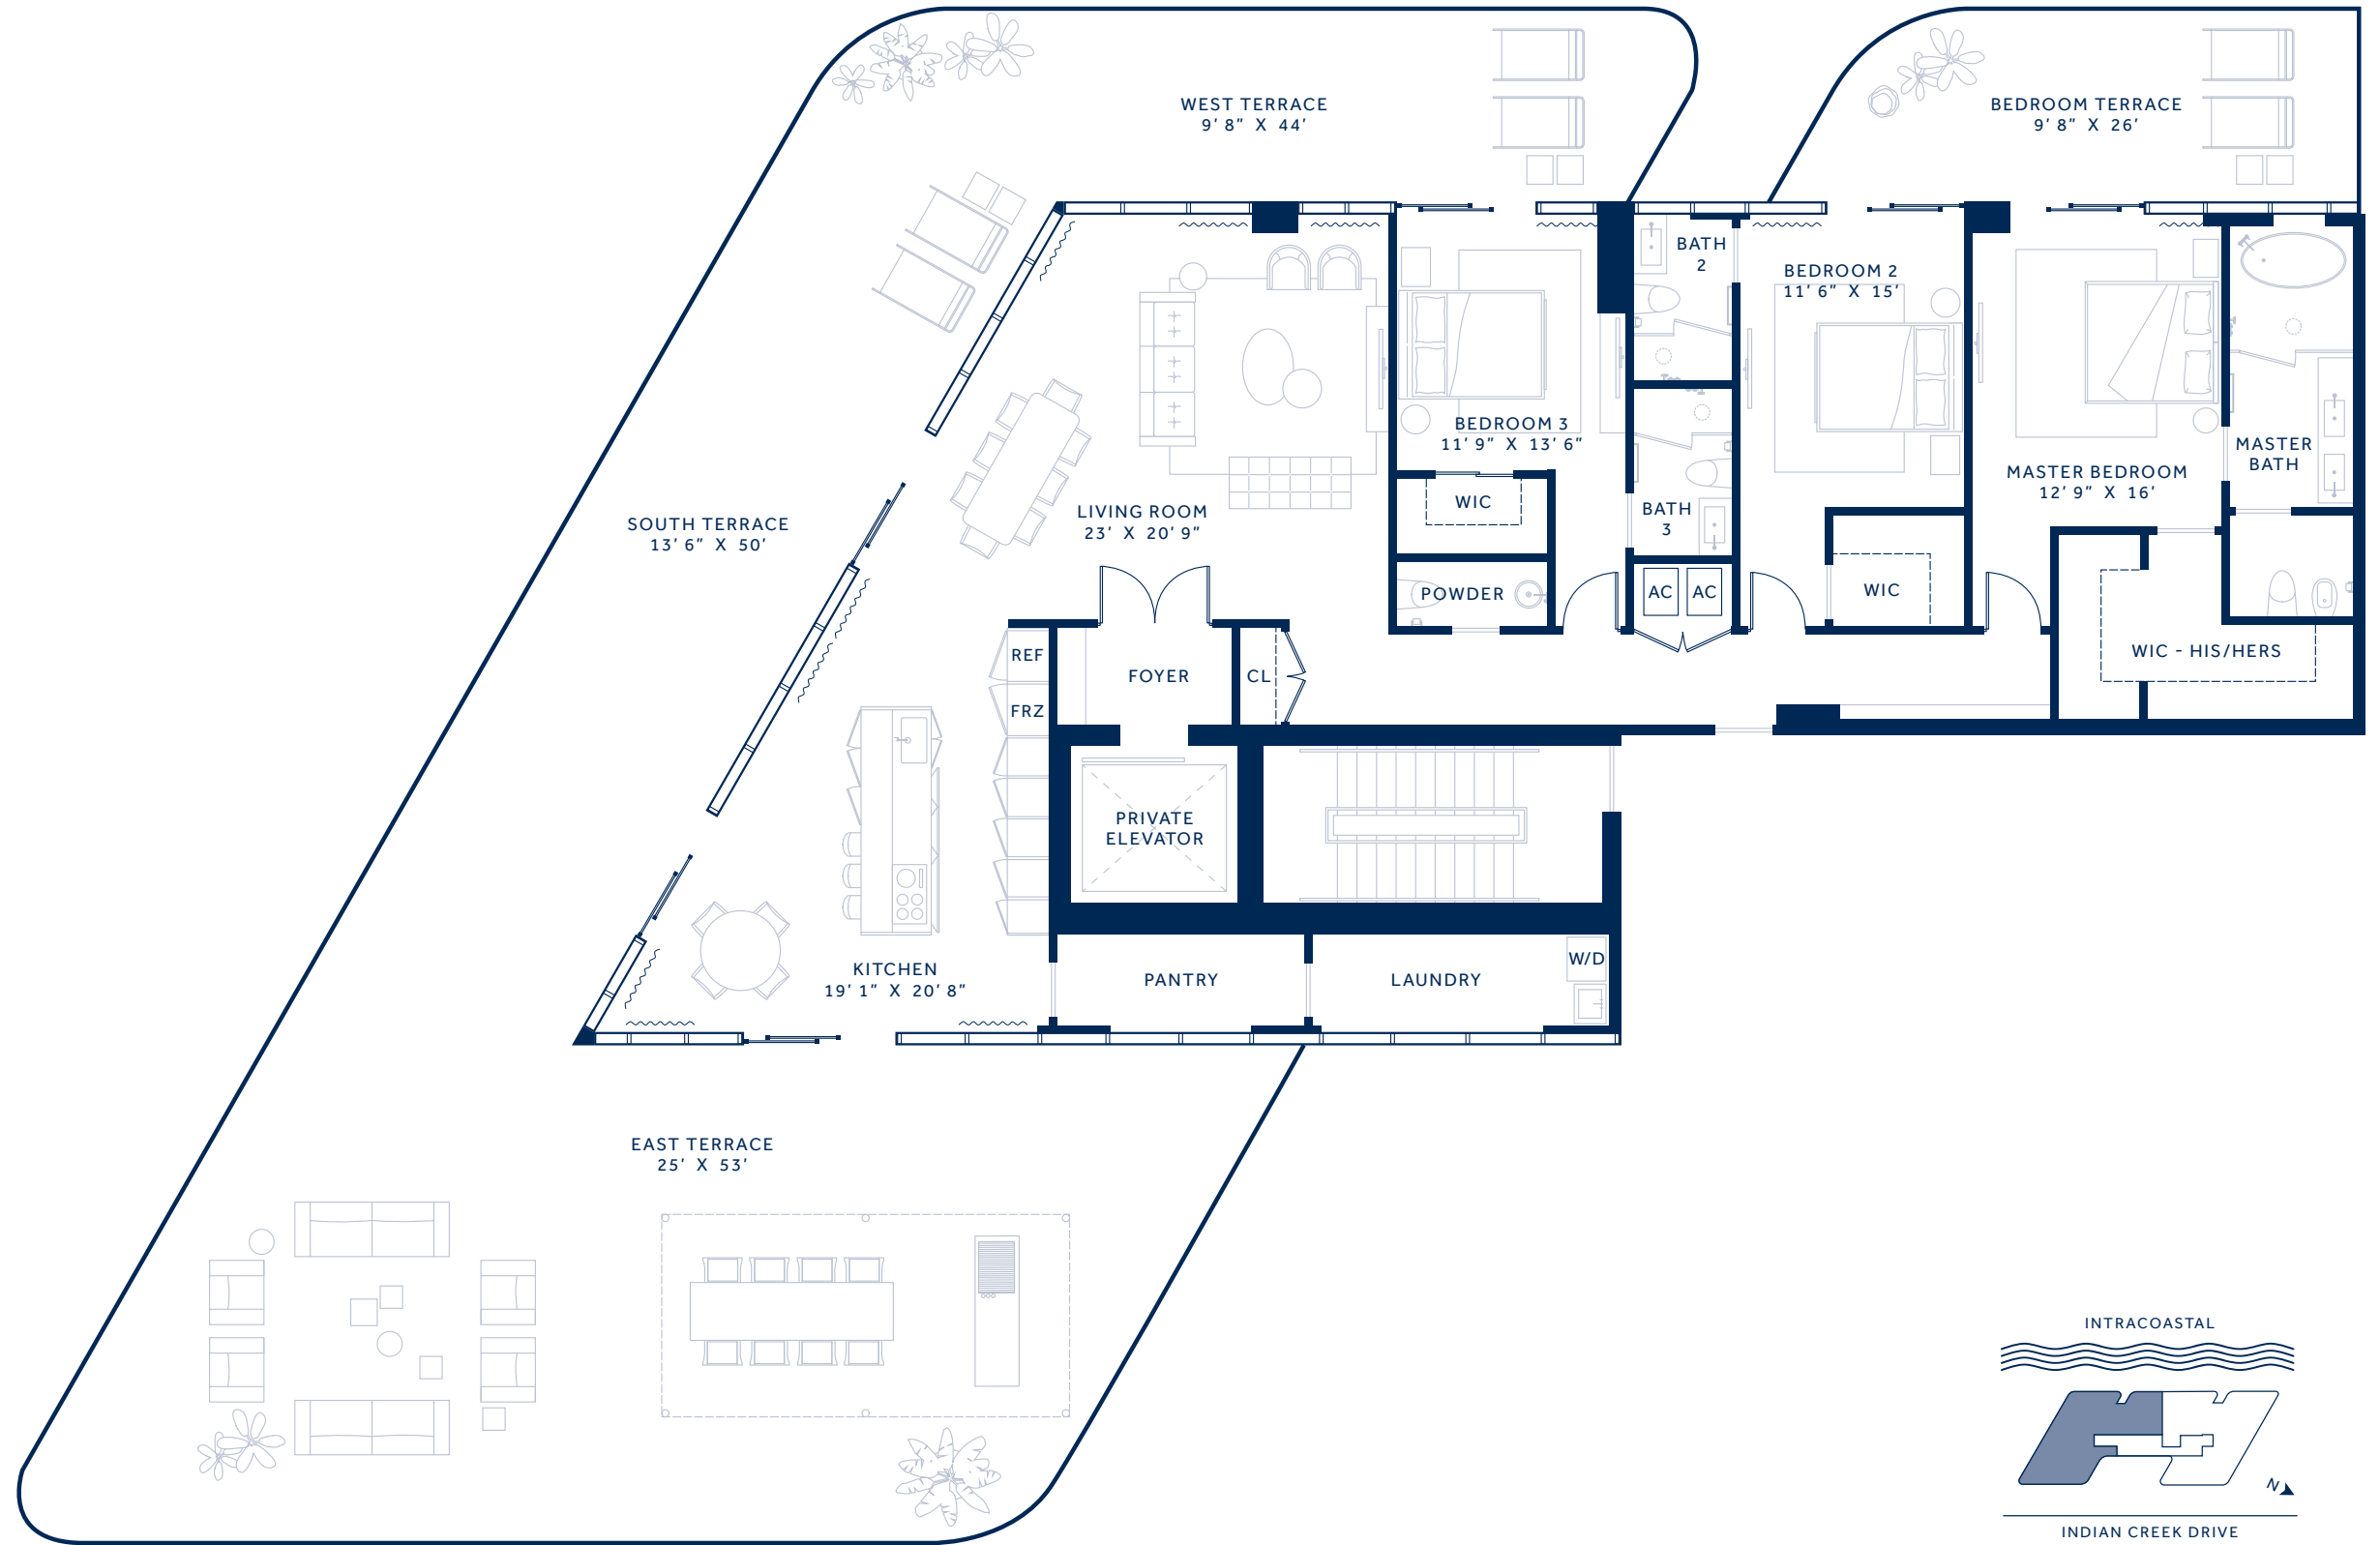 WEST TERRACE
9' 8" X 44'
BEDROOM TERRACE
9' 8" X 26'
BATH
2
BEDROOM 2
11' 6" X 15'
BEDROOM 3
11' 9" X 13' 6"
MASTER
BATH
MASTER BEDROOM
12' 9" X 16'
WIC
LIVING ROOM
23' X 20' 9"
BATH
3
SOUTH TERRACE
13' 6" X 50'
POWDER
AC
AC
WIC
REF
FOYER
CL
WIC - HIS/HERS
FRZ
PRIVATE
ELEVATOR
KITCHEN
19' 1" X 20' 8"
PANTRY
LAUNDRY
W/D
EAST TERRACE
25' X 53'
INTRACOASTAL
N
INDIAN CREEK DRIVE